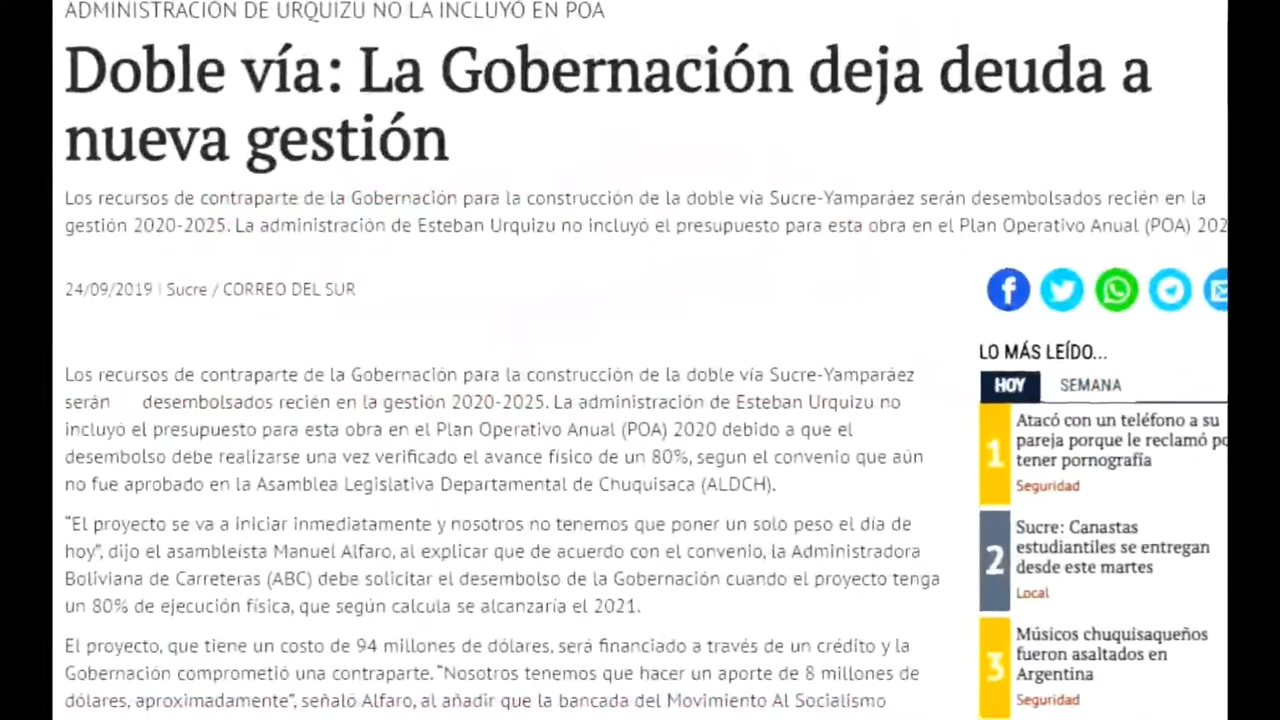 ADMINISTRACIÓN DE URQUIZU NO LA INCLUYÓ EN POA
Doble vía: La Gobernación deja deuda a
nueva gestión
Los recursos de contraparte de la Gobernación para la construcción de la doble vía Sucre-Yamparáez serán desembolsados recién en la
gestión 2020-2025. La administración de Esteban Urquizu no incluyó el presupuesto para esta obra en el Plan Operativo Anual (POA) 202
24/09/2019 | Sucre / CORREO DEL SUR
Los recursos de contraparte de la Gobernación para la construcción de la doble vía Sucre-Yamparáez
serán desembolsados recién en la gestión 2020-2025. La administración de Esteban Urquizu no
incluyó el presupuesto para esta obra en el Plan Operativo Anual (POA) 2020 debido a que el
desembolso debe realizarse una vez verificado el avance físico de un 80%, según el convenio que aún
no fue aprobado en la Asamblea Legislativa Departamental de Chuquisaca (ALDCH).
"El proyecto se va a iniciar inmediatamente y nosotros no tenemos que poner un solo peso el día de
hoy", dijo el asambleísta Manuel Alfaro, al explicar que de acuerdo con el convenio, la Administradora
Boliviana de Carreteras (ABC) debe solicitar el desembolso de la Gobernación cuando el proyecto tenga
un 80% de ejecución física, que según calcula se alcanzaría el 2021.
El proyecto, que tiene un costo de 94 millones de dólares, será financiado a través de un crédito y la
Gobernación comprometió una contraparte. "Nosotros tenemos que hacer un aporte de 8 millones de
dólares, aproximadamente", señaló Alfaro, al añadir que la bancada del Movimiento Al Socialismo
LO MÁS LEÍDO...
HOY SEMANA
1
Atacó con un teléfono a su
pareja porque le reclamó po
tener pornografía
Seguridad
2
Sucre: Canastas
estudiantiles se entregan
desde este martes
Local
3
Músicos chuquisaqueños
fueron asaltados en
Argentina
Seguridad